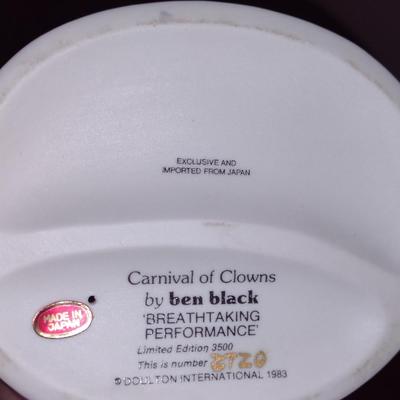 EXCLUSIVE AND
IMPORTED FROM JAPAN
Carnival of Clowns
by ben black
'BREATHTAKING
PERFORMANCE'
Limited Edition 3500
This is number 2720
© DOULTON INTERNATIONAL 1983
MADE IN
JAPAN